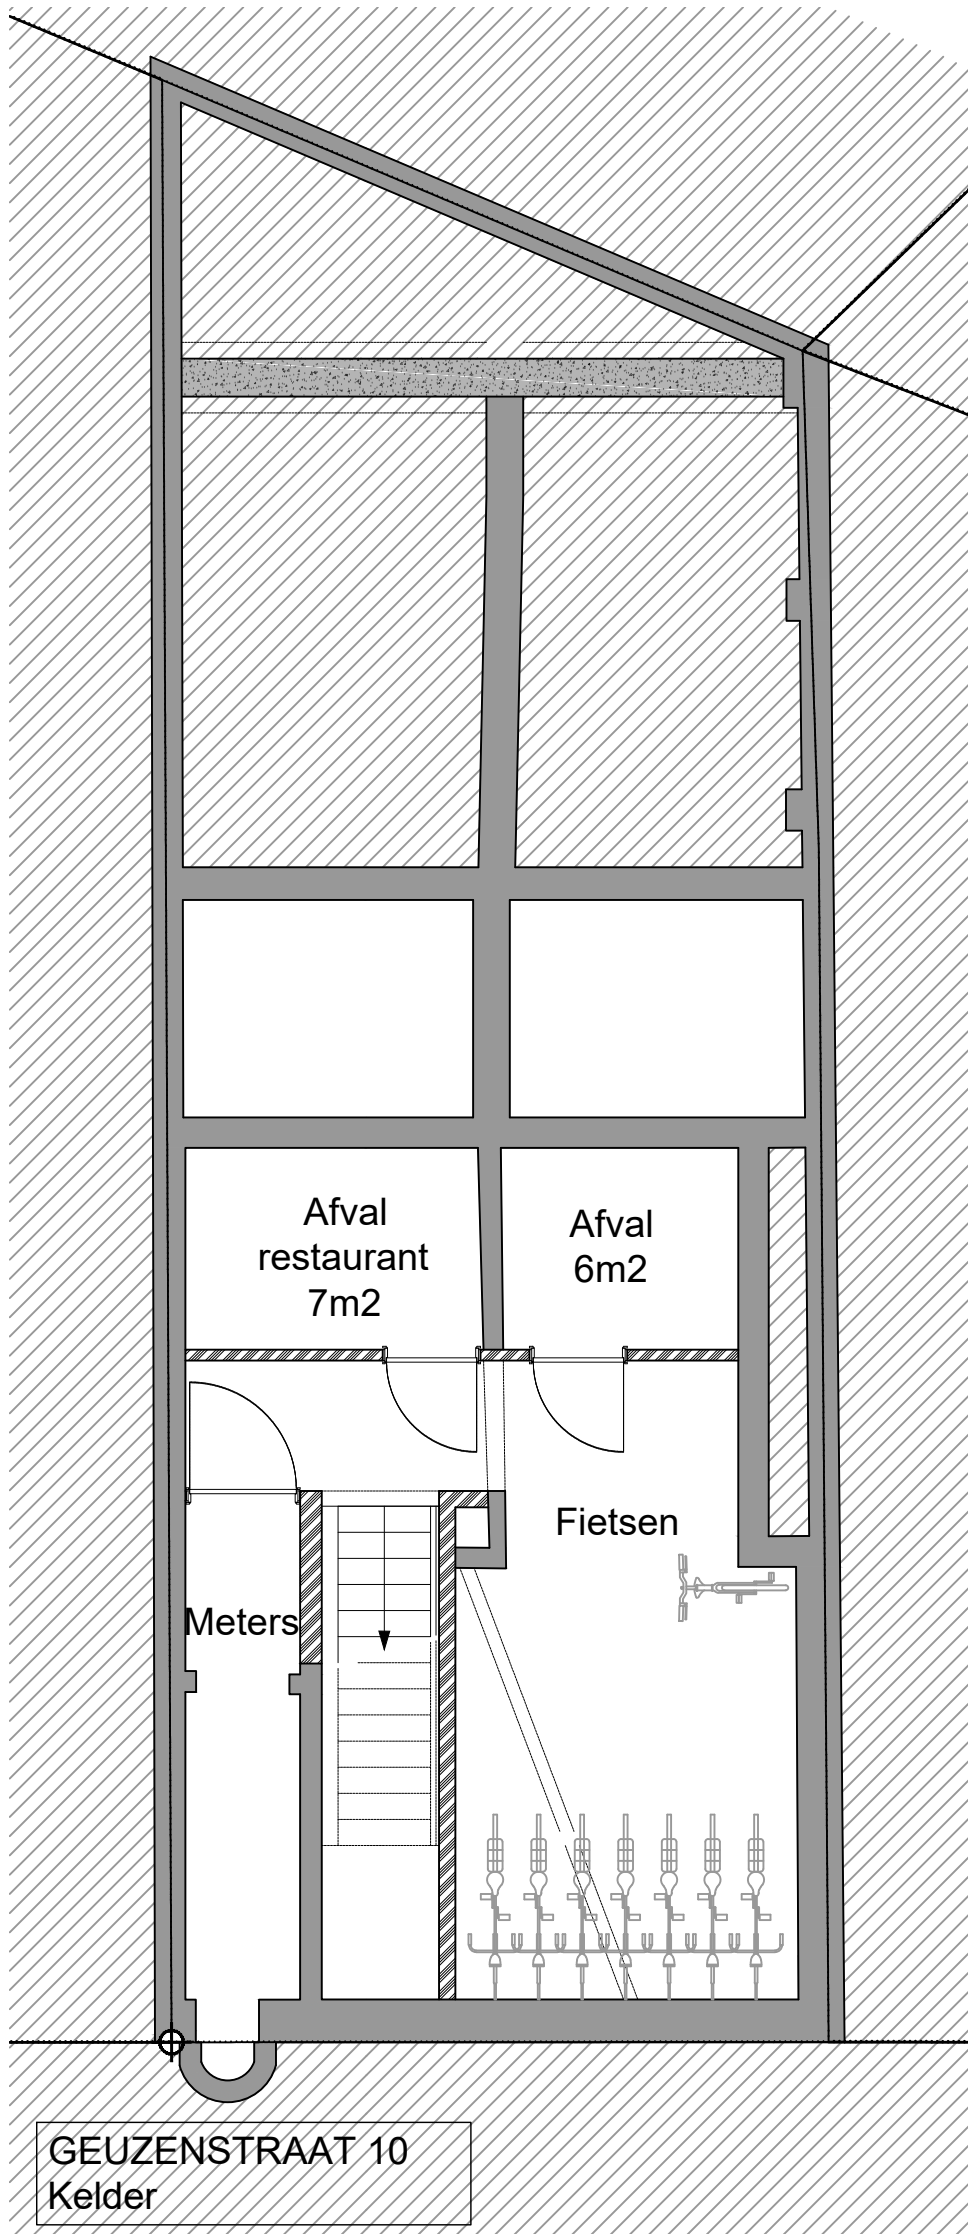 Afval
restaurant
7m2
Afval
6m2
Fietsen
Meters
GEUZENSTRAAT 10
Kelder